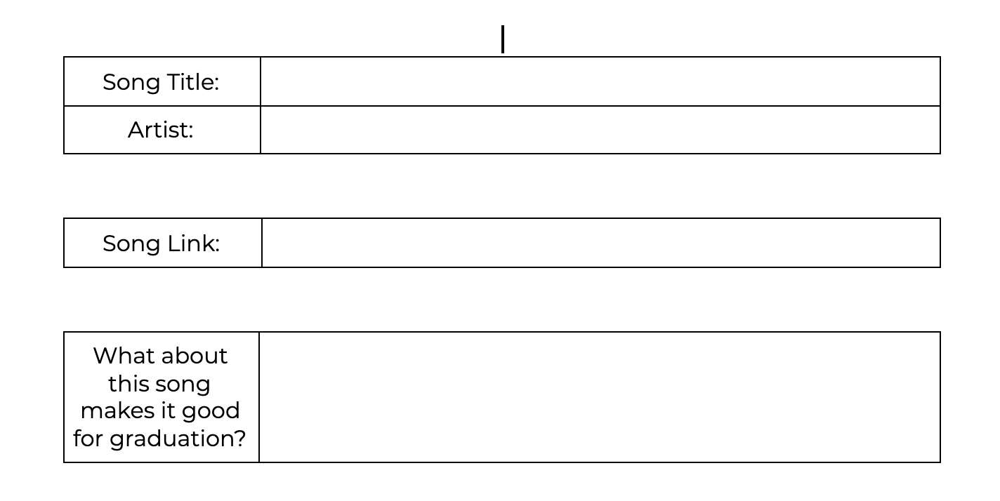 Song Title:
Artist:
Song Link:
What about
this song
makes it good
for graduation?